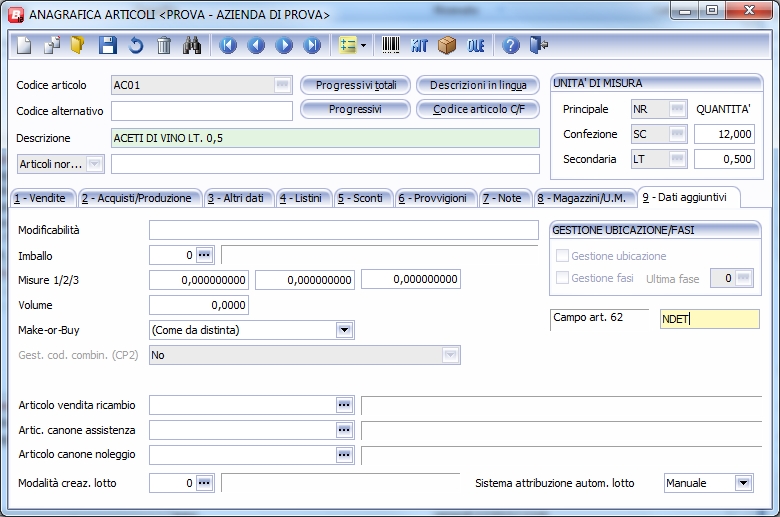 ANAGRAFICA ARTICOLI <PROVA - AZIENDA DI PROVA>
KIT OLE
Codice articolo AC01 Progressivi totali Descrizioni in lingua
Codice alternativo Progressivi Codice articolo C/F
Descrizione ACETI DI VINO LT. 0,5
Articoli nor...
UNITA' DI MISURA
Principale NR QUANTITA'
Confezione SC 12,000
Secondaria LT 0,500
1 - Vendite 2 - Acquisti/Produzione 3 - Altri dati 4 - Listini 5 - Sconti 6 - Provvigioni 7 - Note 8 - Magazzini/U.M. 9 - Dati aggiuntivi
Modificabilità
Imballo 0
Misure 1/2/3 0,000000000 0,000000000 0,000000000
Volume 0,0000
Make-or-Buy (Come da distinta)
Gest. cod. combin. (CP2) No
GESTIONE UBICAZIONE/FASI
Gestione ubicazione
Gestione fasi Ultima fase 0
Campo art. 62 NDET
Articolo vendita ricambio
Artic. canone assistenza
Articolo canone noleggio
Modalità creaz. lotto 0 Sistema attribuzione autom. lotto Manuale